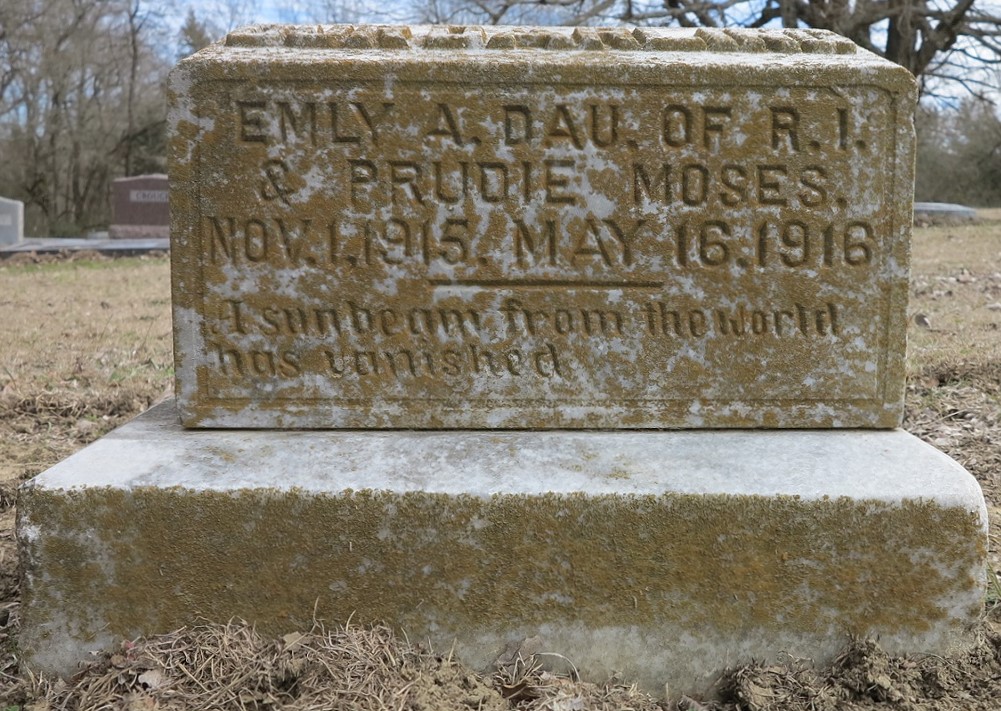 EMLY A. DAU. OF R. I.
& PRUDIE MOSES.
NOV. 1, 1915. MAY 16. 1916
A sunbeam from the world
has vanished.